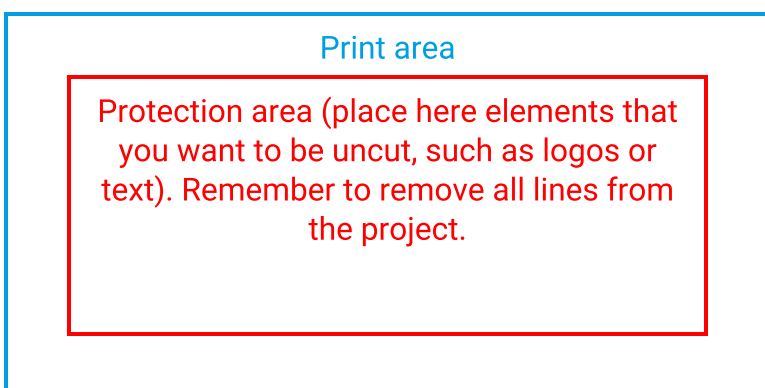 Print area
Protection area (place here elements that
you want to be uncut, such as logos or
text). Remember to remove all lines from
the project.